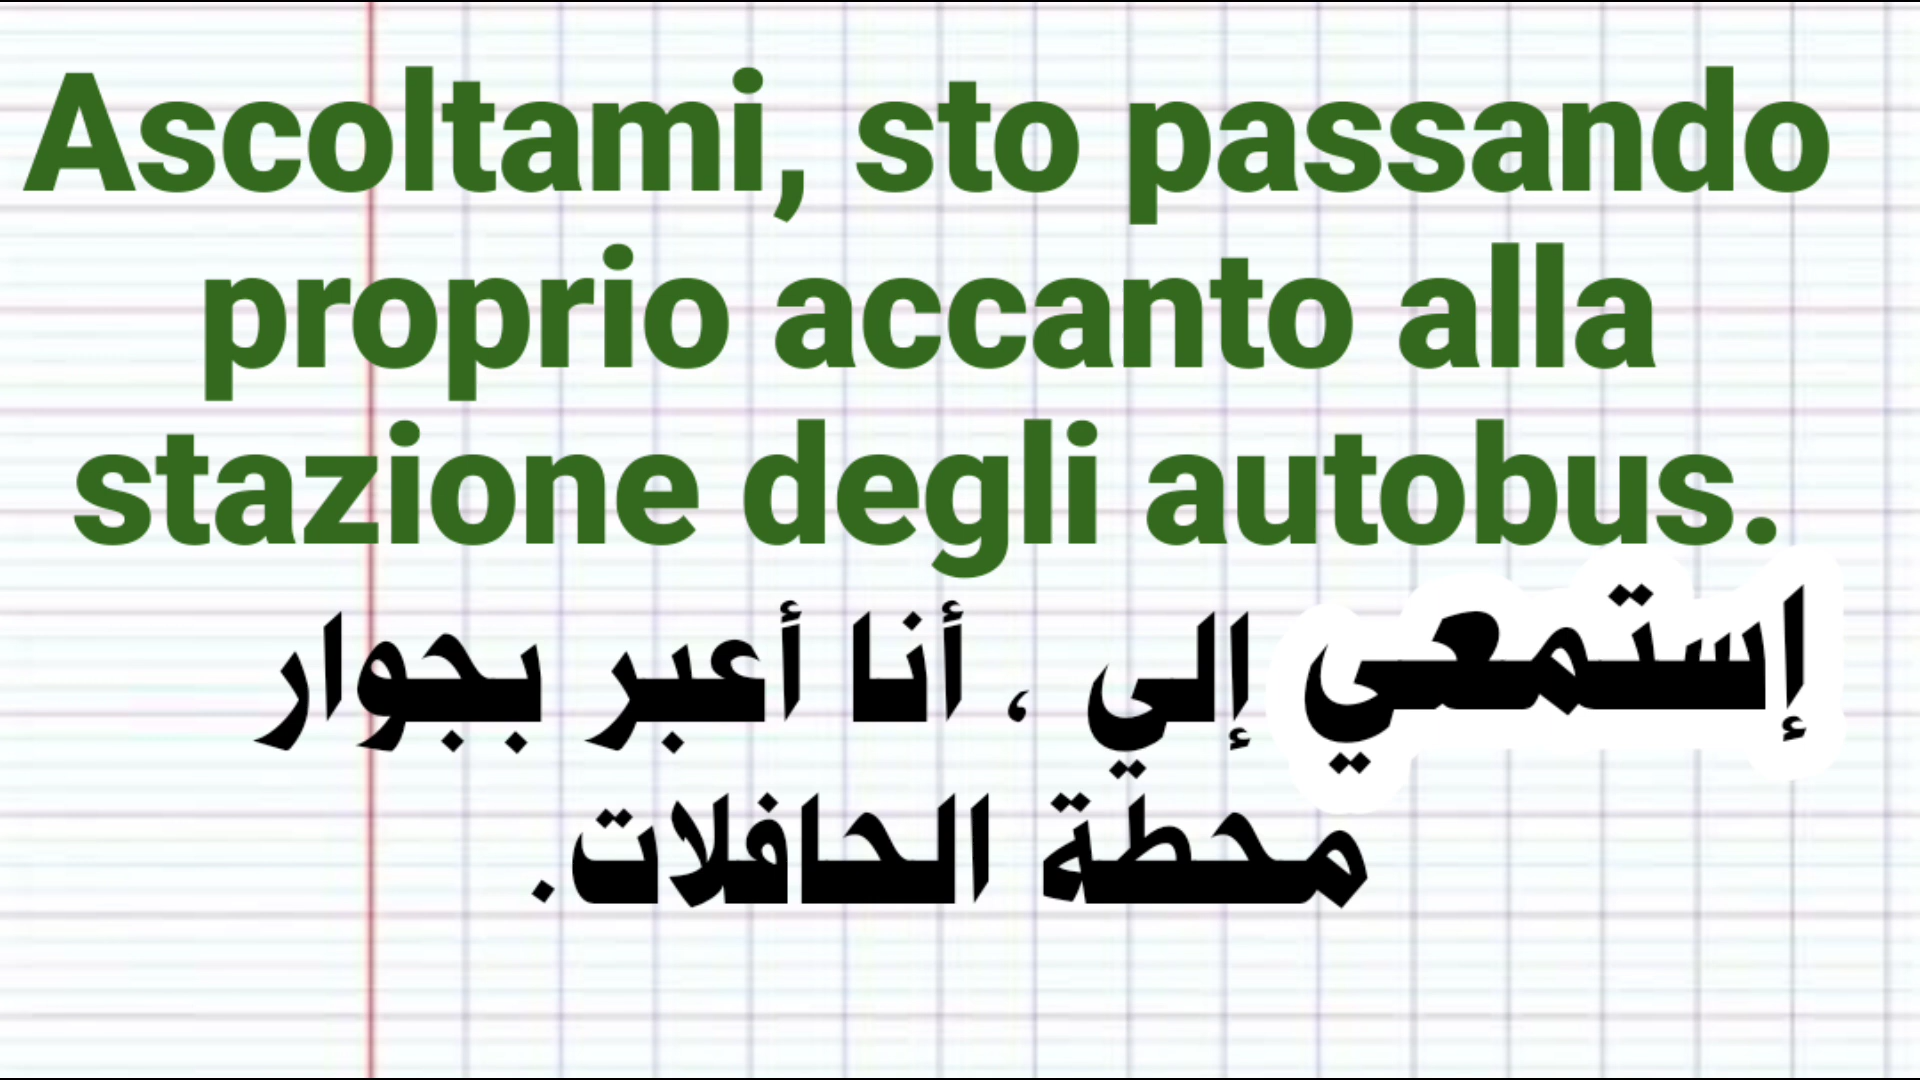 Ascoltami, sto passando
proprio accanto alla
stazione degli autobus.
إستمعي إلي ، أنا أعبر بجوار
محطة الحافلات.